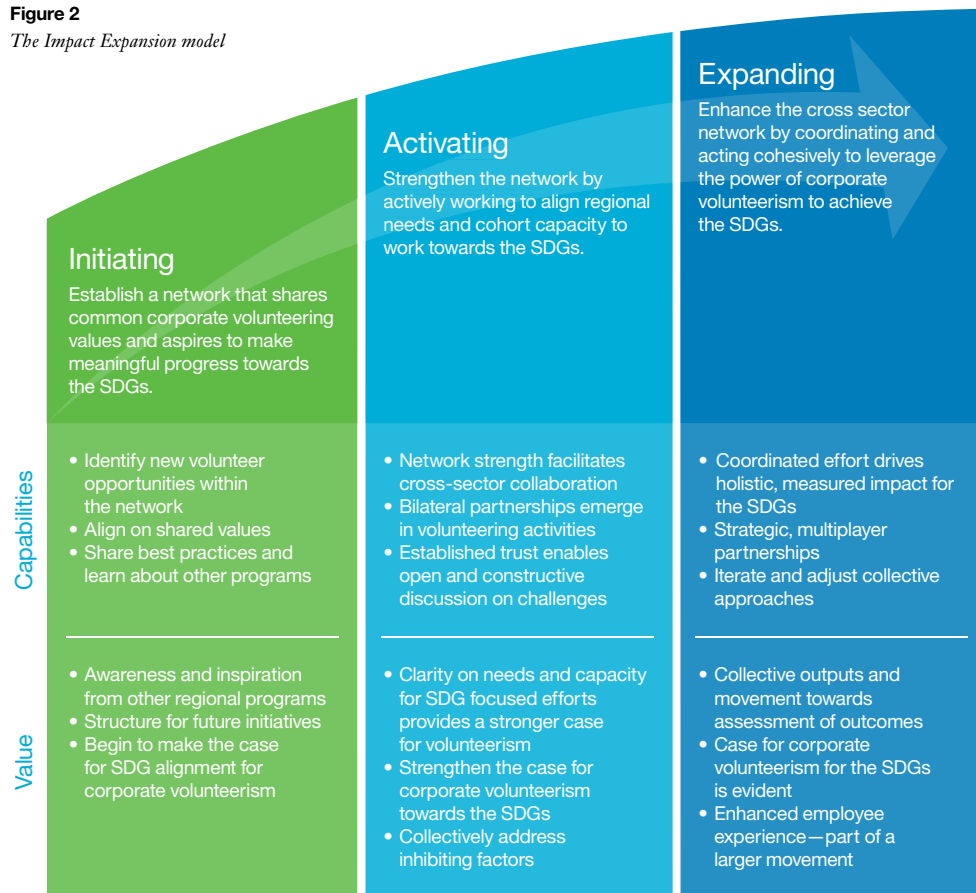 Figure 2
The Impact Expansion model
Initiating
Establish a network that shares
common corporate volunteering
values and aspires to make
meaningful progress towards
the SDGs.
Activating
Strengthen the network by
actively working to align regional
needs and cohort capacity to
work towards the SDGs.
Expanding
Enhance the cross sector
network by coordinating and
acting cohesively to leverage
the power of corporate
volunteerism to achieve
the SDGs.
Capabilities
• Identify new volunteer
opportunities within
the network
• Align on shared values
• Share best practices and
learn about other programs
• Network strength facilitates
cross-sector collaboration
• Bilateral partnerships emerge
in volunteering activities
• Established trust enables
open and constructive
discussion on challenges
• Coordinated effort drives
holistic, measured impact for
the SDGs
• Strategic, multiplayer
partnerships
• Iterate and adjust collective
approaches
Value
• Awareness and inspiration
from other regional programs
• Structure for future initiatives
• Begin to make the case
for SDG alignment for
corporate volunteerism
• Clarity on needs and capacity
for SDG focused efforts
provides a stronger case
for volunteerism
• Strengthen the case for
corporate volunteerism
towards the SDGs
• Collectively address
inhibiting factors
• Collective outputs and
movement towards
assessment of outcomes
• Case for corporate
volunteerism for the SDGs
is evident
• Enhanced employee
experience—part of a
larger movement